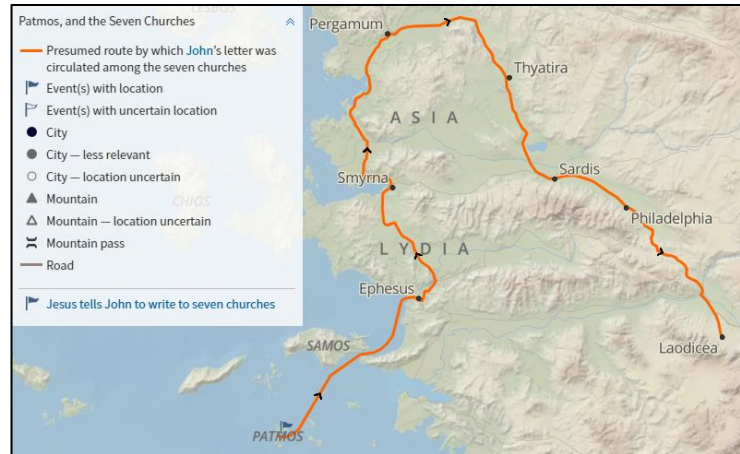 Patmos, and the Seven Churches
Presumed route by which John's letter was
circulated among the seven churches
Event(s) with location
Event(s) with uncertain location
City
City — less relevant
City — location uncertain
Mountain
Mountain — location uncertain
Mountain pass
Road
Jesus tells John to write to seven churches
LESBOS
CHIOS
Pergamum
Thyatira
ASIA
Smyrna
Sardis
Philadelphia
LYDIA
Ephesus
Laodicea
SAMOS
PATMOS